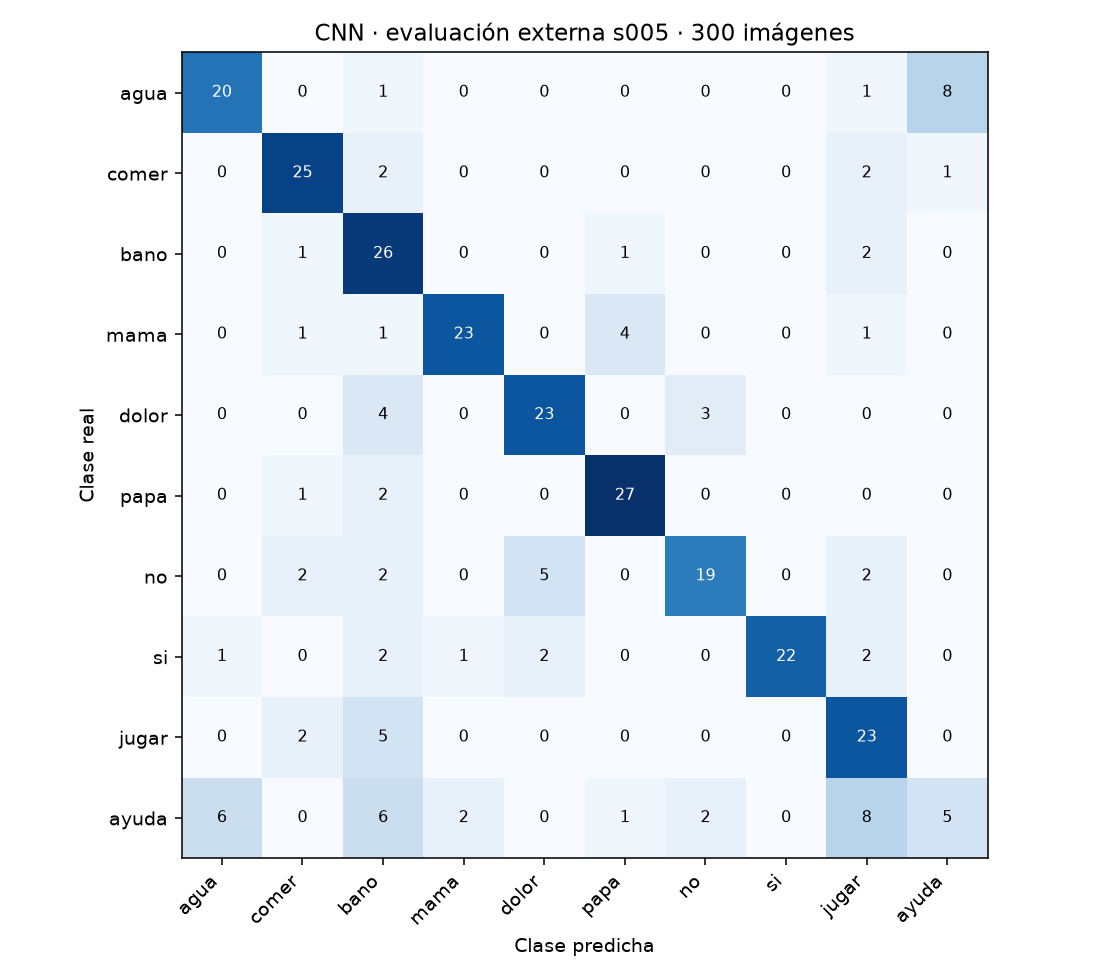 CNN · evaluación externa s005 · 300 imágenes
Clase real
agua 20 0 1 0 0 0 0 0 1 8
comer 0 25 2 0 0 0 0 0 2 1
bano 0 1 26 0 0 1 0 0 2 0
mama 0 1 1 23 0 4 0 0 1 0
dolor 0 0 4 0 23 0 3 0 0 0
papa 0 1 2 0 0 27 0 0 0 0
no 0 2 2 0 5 0 19 0 2 0
si 1 0 2 1 2 0 0 22 2 0
jugar 0 2 5 0 0 0 0 0 23 0
ayuda 6 0 6 2 0 1 2 0 8 5
agua comer bano mama dolor papa no si jugar ayuda
Clase predicha